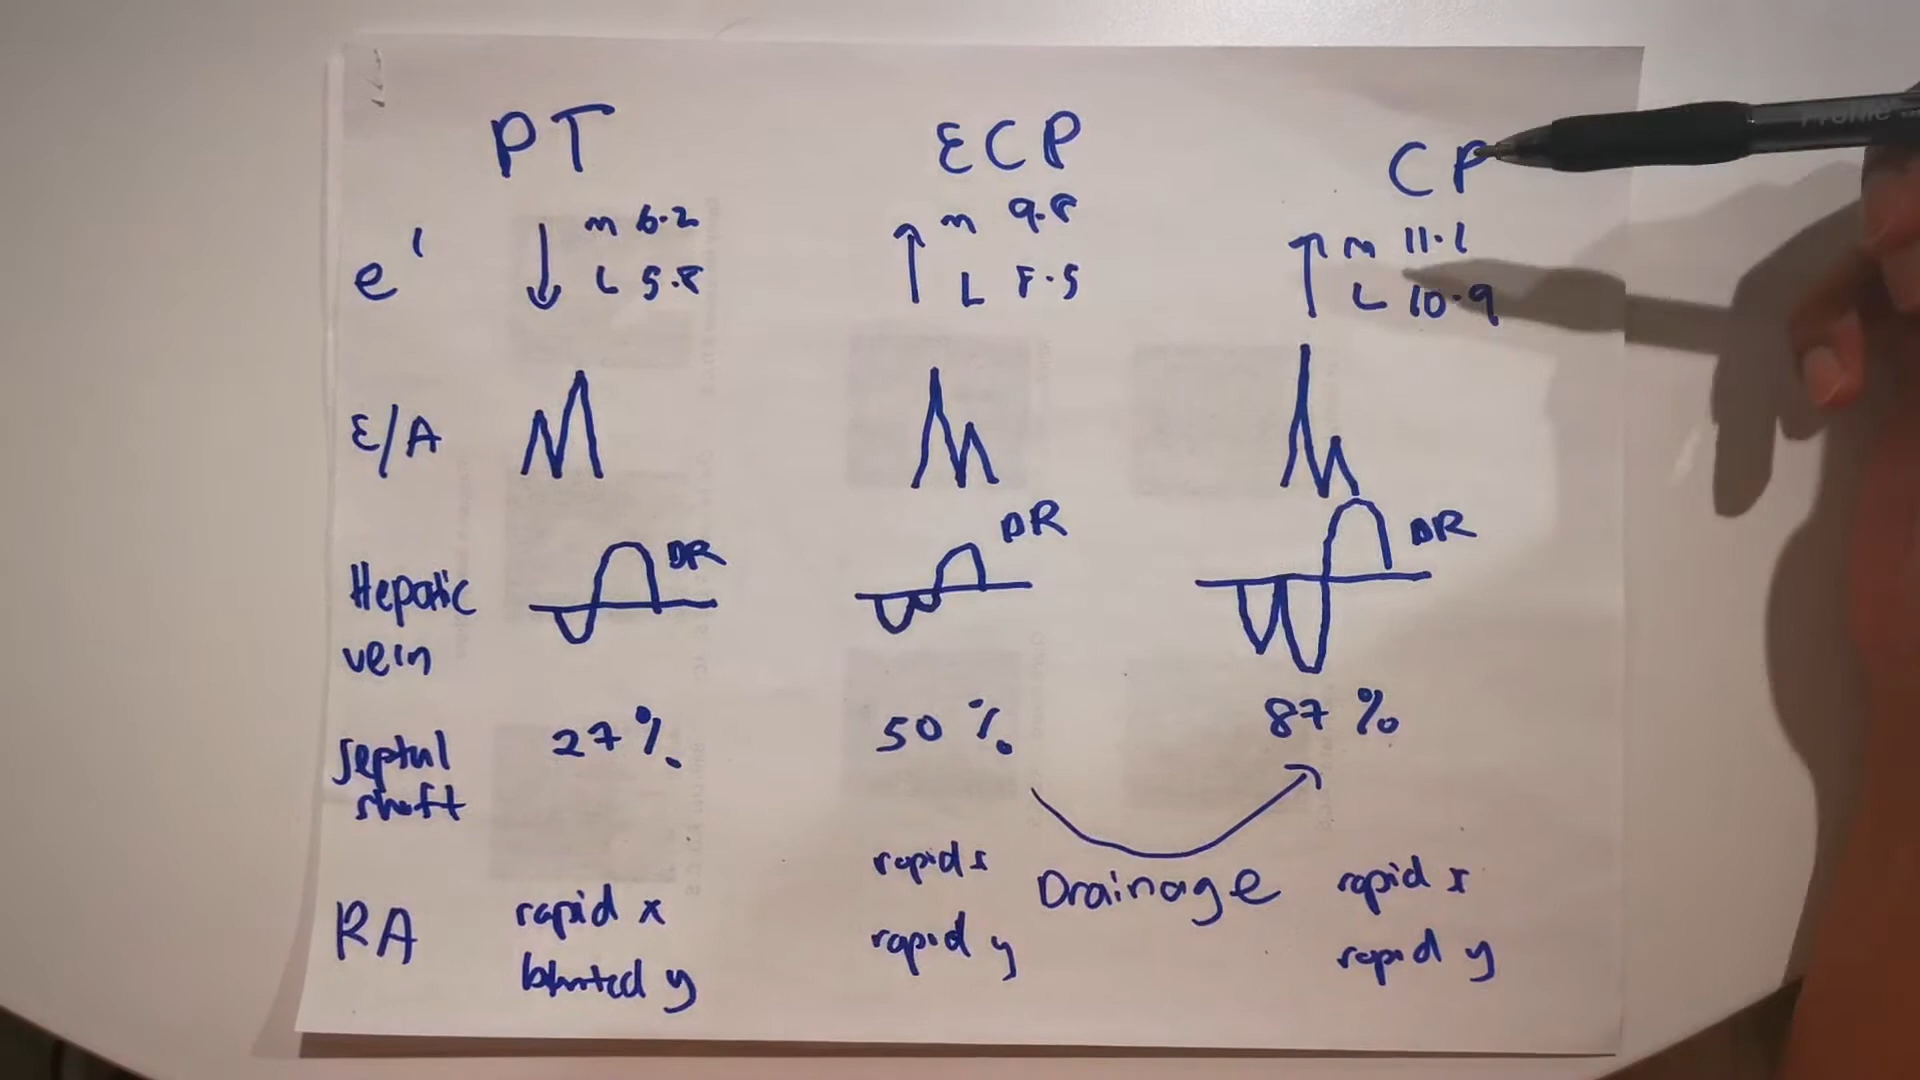 PT ECP CP
e' ↓ m 6.2 ↑ m 9.8 ↑ m 11.1
L 5.8 L 8.5 L 10.9
E/A
DR DR DR
Hepatic
vein
septal
shift
27% 50% 87%
Drainage
RA
rapid x rapid x rapid x
blunted y rapid y rapid y